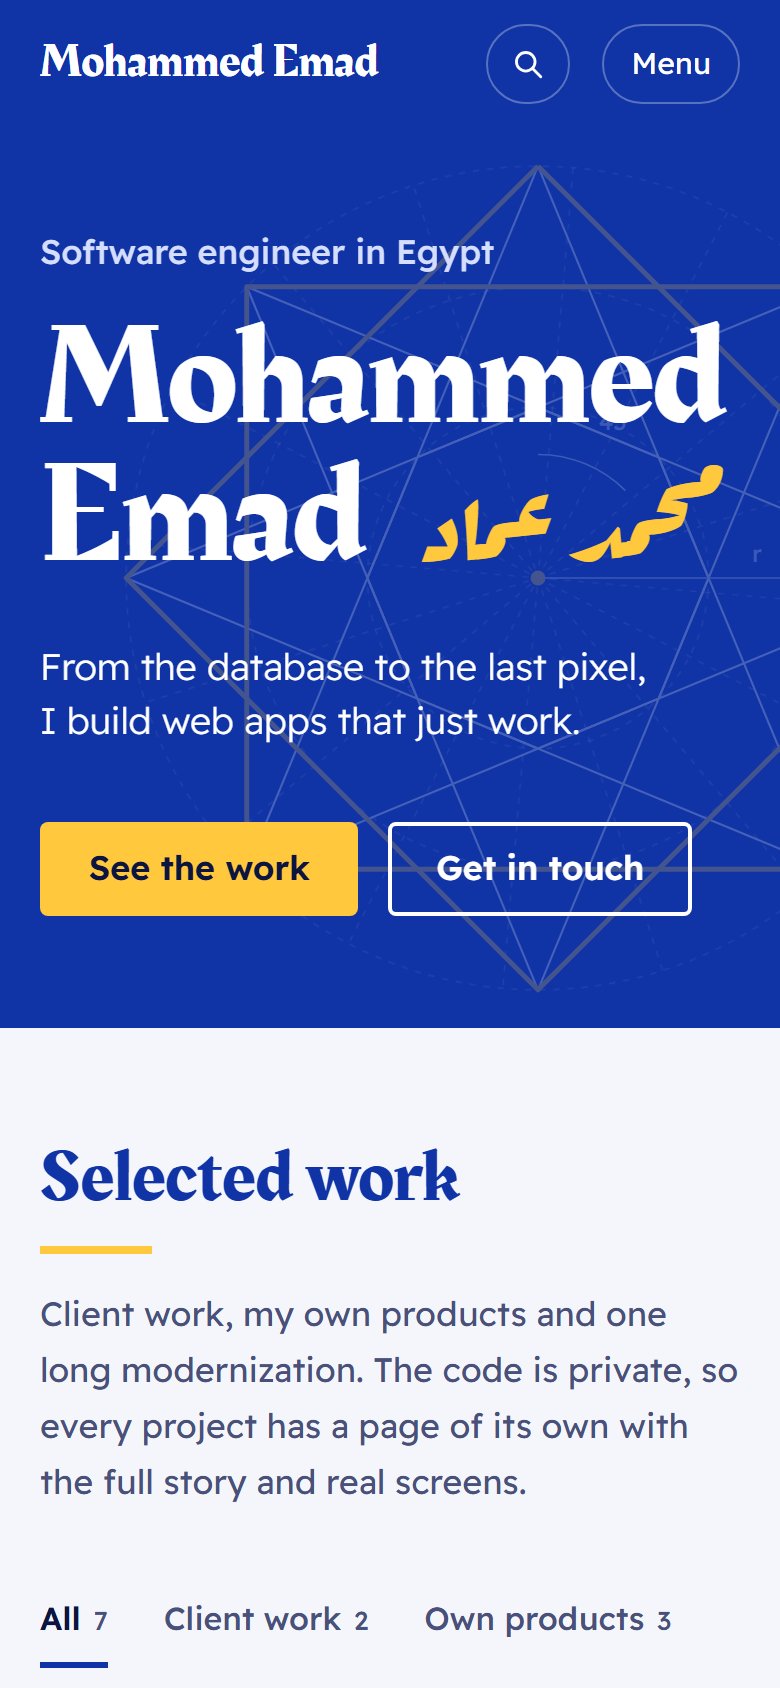 Mohammed Emad
Menu
Software engineer in Egypt
Mohammed
Emad محمد عماد
45°
r
From the database to the last pixel,
I build web apps that just work.
See the work
Get in touch
Selected work
Client work, my own products and one
long modernization. The code is private, so
every project has a page of its own with
the full story and real screens.
All 7
Client work 2
Own products 3